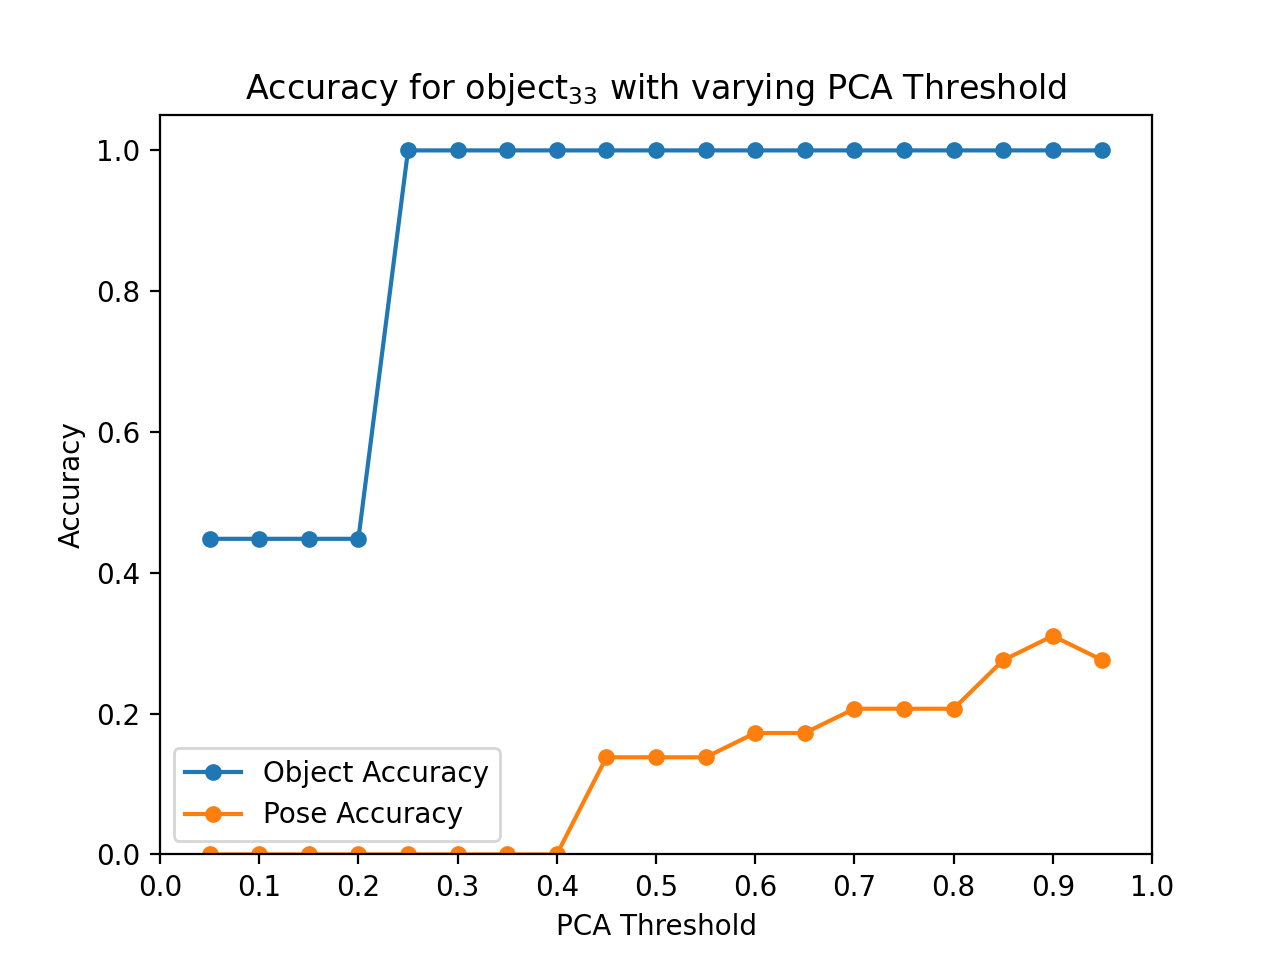 Accuracy for object₃₃ with varying PCA Threshold
1.0
0.8
0.6
0.4
0.2
0.0
Accuracy
Object Accuracy
Pose Accuracy
0.0 0.1 0.2 0.3 0.4 0.5 0.6 0.7 0.8 0.9 1.0
PCA Threshold